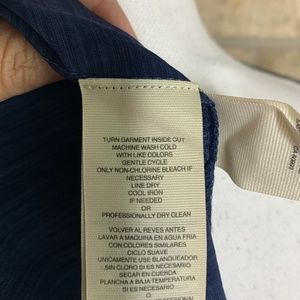 TURN GARMENT INSIDE OUT
MACHINE WASH COLD
WITH LIKE COLORS
GENTLE CYCLE
ONLY NON-CHLORINE BLEACH IF
NECESSARY
LINE DRY
COOL IRON
IF NEEDED
OR
PROFESSIONALLY DRY CLEAN
VOLVER AL REVES ANTES
LAVAR A MAQUINA EN AGUA FRIA
CON COLORES SIMILARES
CICLO SUAVE
UNICAMENTE USE BLANQUEADOR
SIN CLORO SI ES NECESARIO
SECAR EN CUERDA
PLANCHA A BAJA TEMPERATURA
SI ES NECESARIO
O